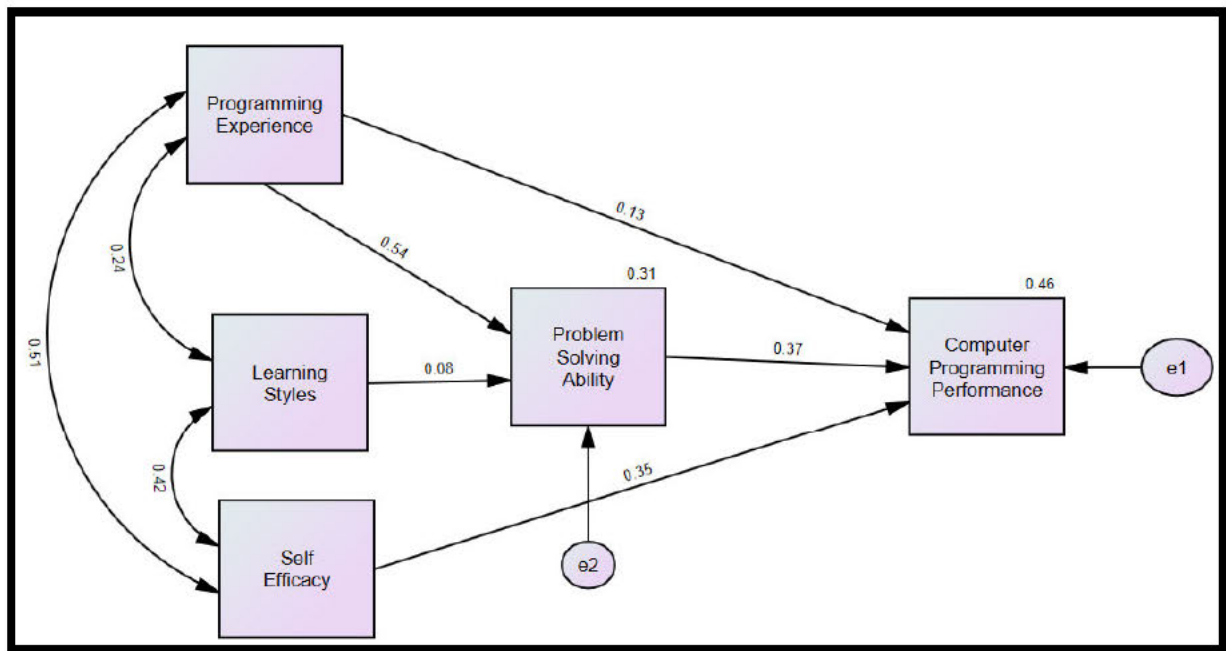 Programming
Experience
0.13
0.54
0.24
0.31
0.46
Problem
Solving
Ability
Computer
Programming
Performance
0.37
e1
0.51
Learning
Styles
0.08
0.42
0.35
Self
Efficacy
e2